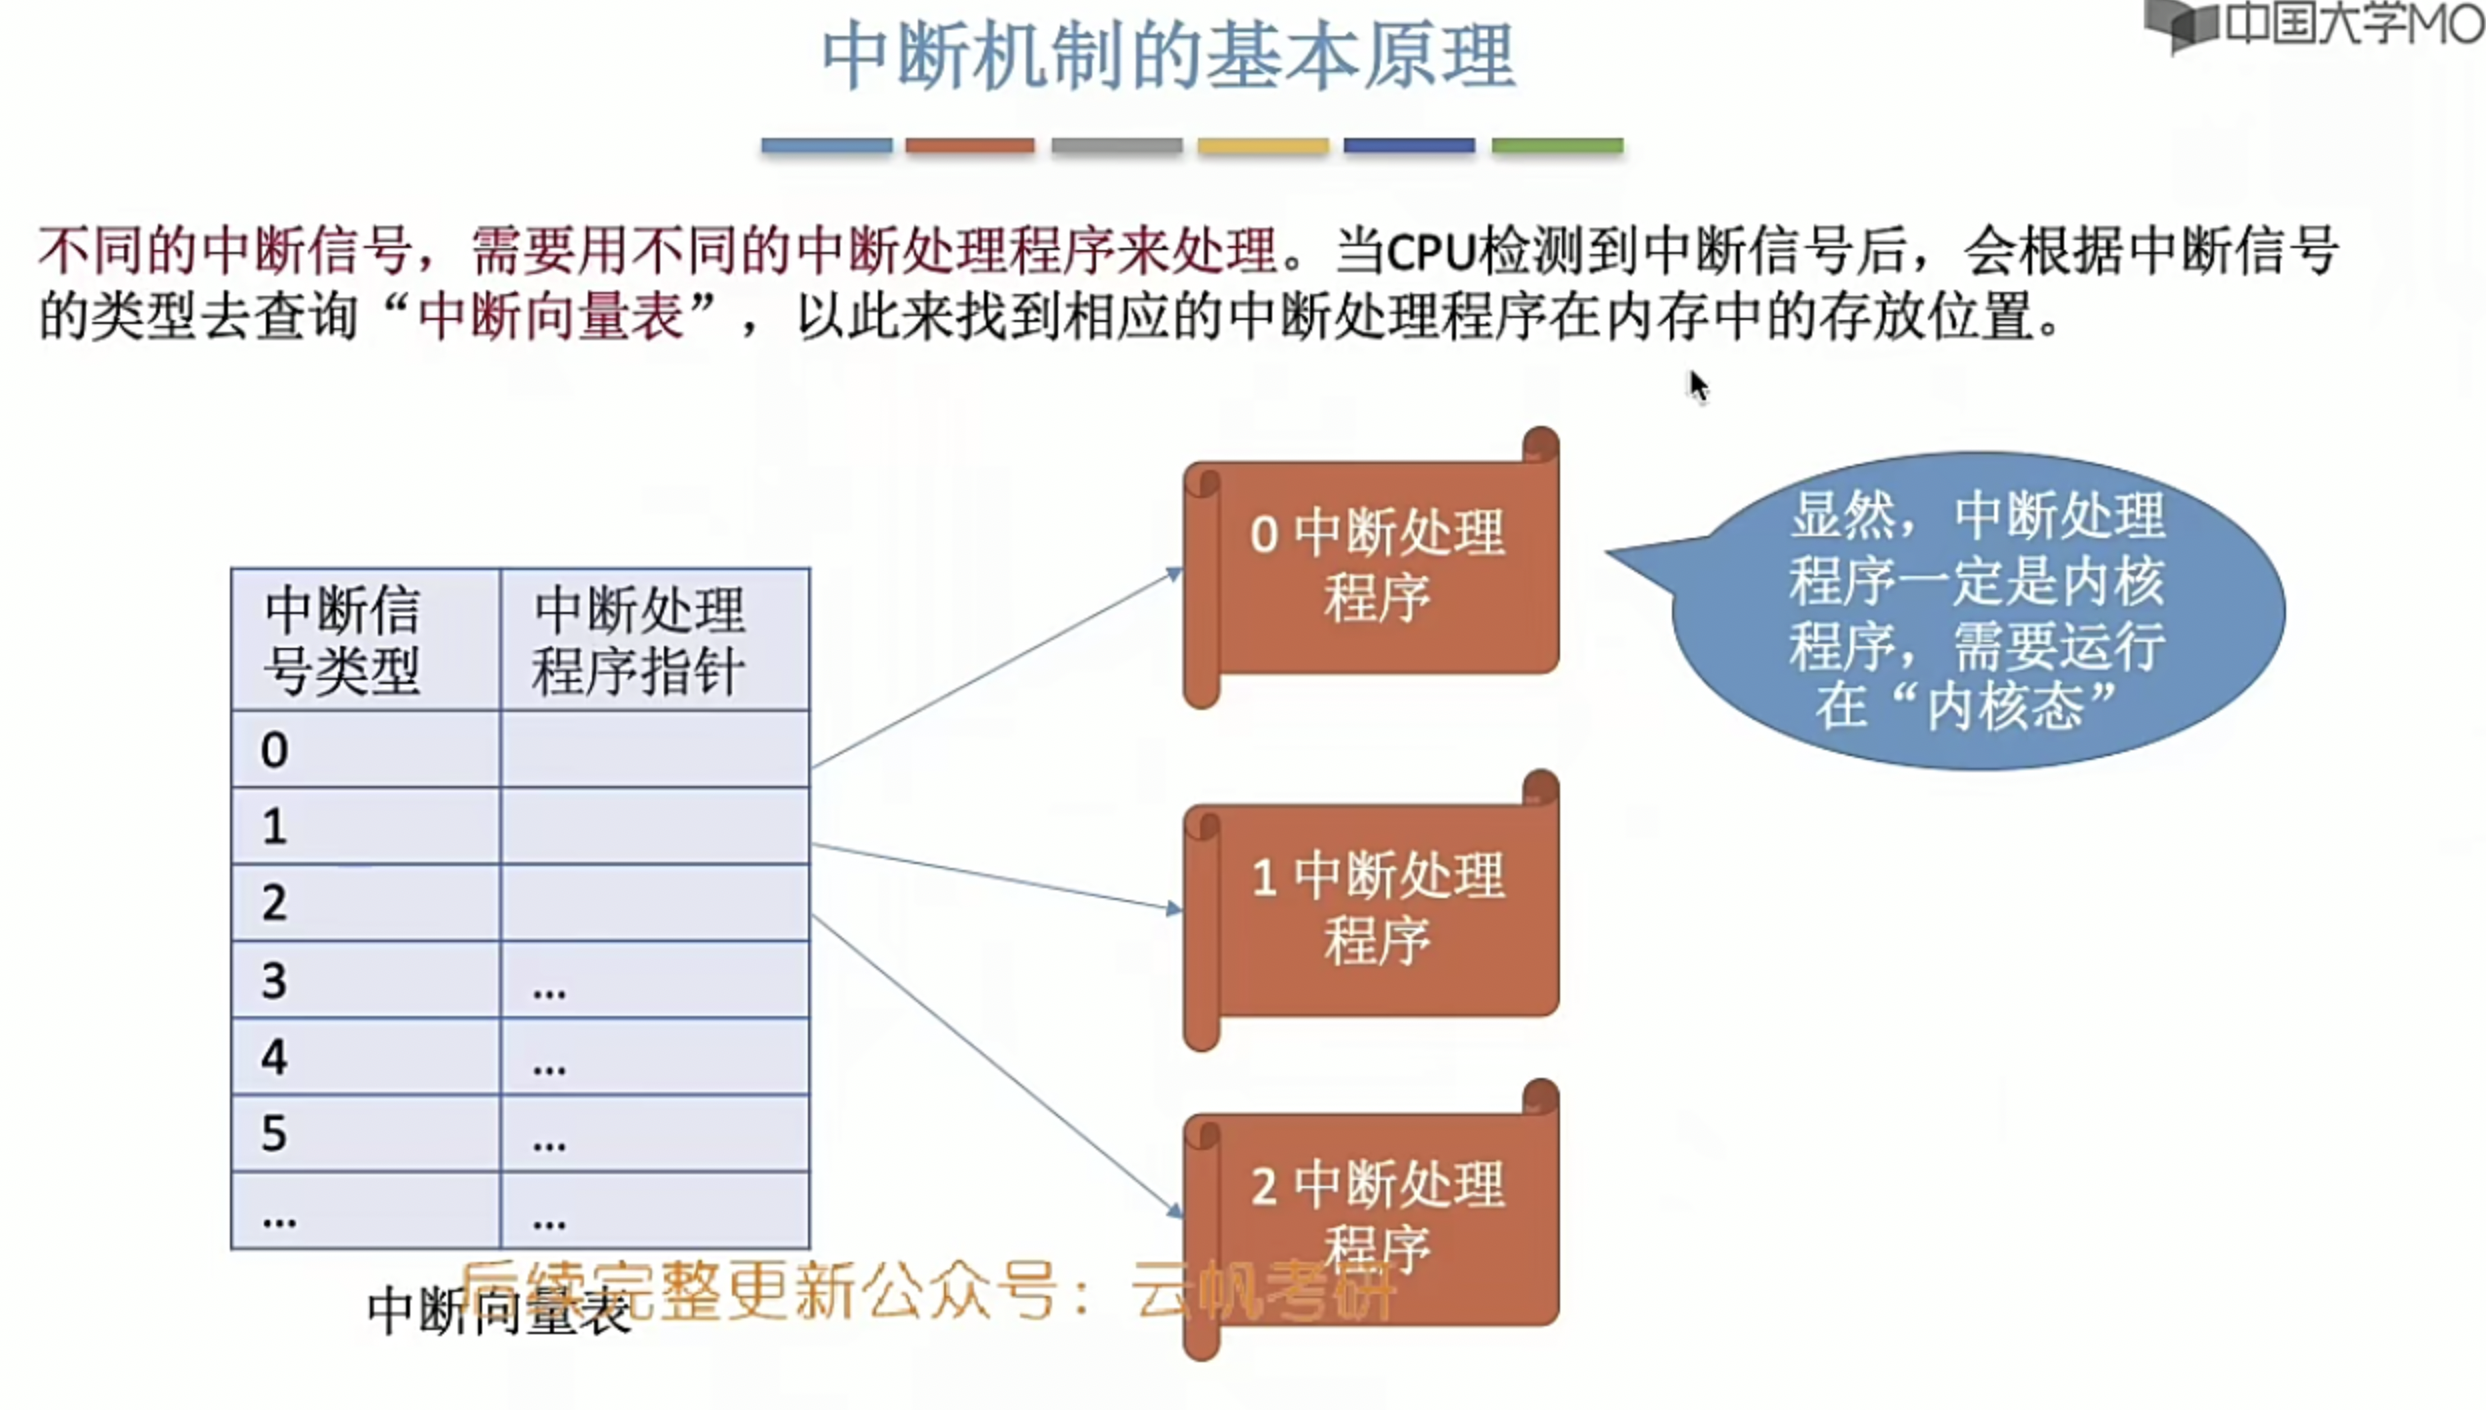 中国大学MO
中断机制的基本原理
不同的中断信号，需要用不同的中断处理程序来处理。当CPU检测到中断信号后，会根据中断信号
的类型去查询“中断向量表”，以此来找到相应的中断处理程序在内存中的存放位置。
中断信
号类型
中断处理
程序指针
0
1
2
3 ...
4 ...
5 ...
... ...
中断向量表
0 中断处理
程序
1 中断处理
程序
2 中断处理
程序
显然，中断处理
程序一定是内核
程序，需要运行
在“内核态”
后续完整更新公众号：云帆考研